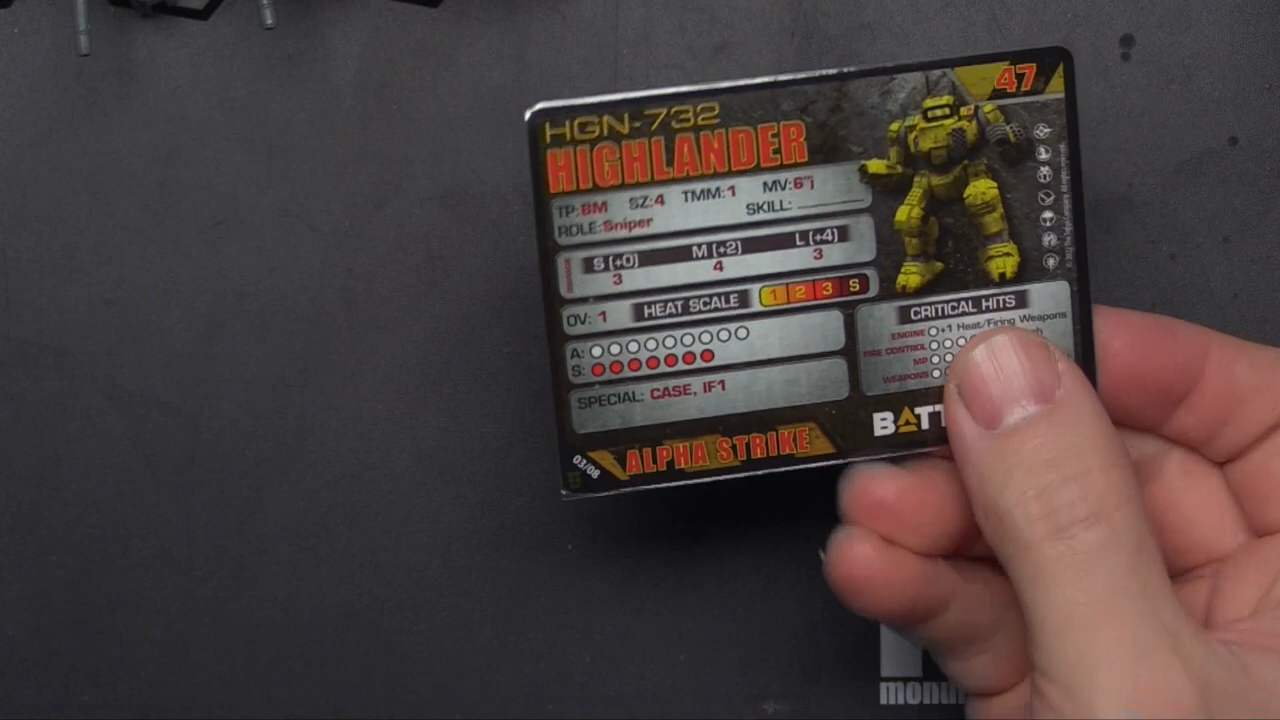 47
HGN-732
HIGHLANDER
TP:BM SZ:4 TMM:1 MV:6"j
ROLE:Sniper SKILL:
S (+0) M (+2) L (+4)
3 4 3
OV: 1 HEAT SCALE 1 2 3 S
A:
S:
SPECIAL: CASE, IF1
CRITICAL HITS
ENGINE +1 Heat/Firing Weapons
FIRE CONTROL
MP
WEAPONS
ALPHA STRIKE
03/08